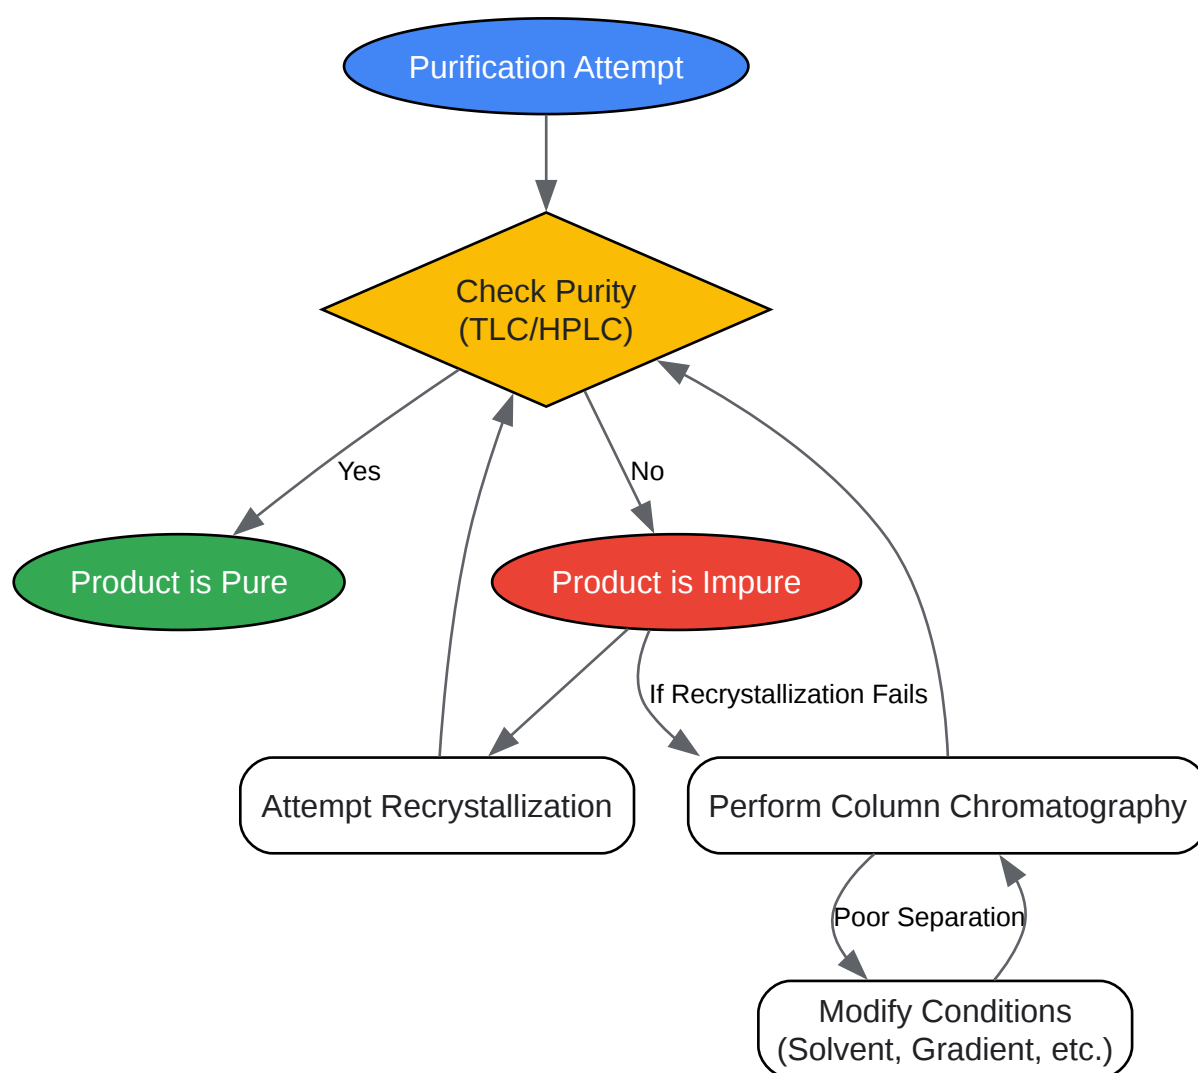 Purification Attempt
Check Purity
(TLC/HPLC)
Yes
No
Product is Pure
Product is Impure
If Recrystallization Fails
Attempt Recrystallization
Perform Column Chromatography
Poor Separation
Modify Conditions
(Solvent, Gradient, etc.)